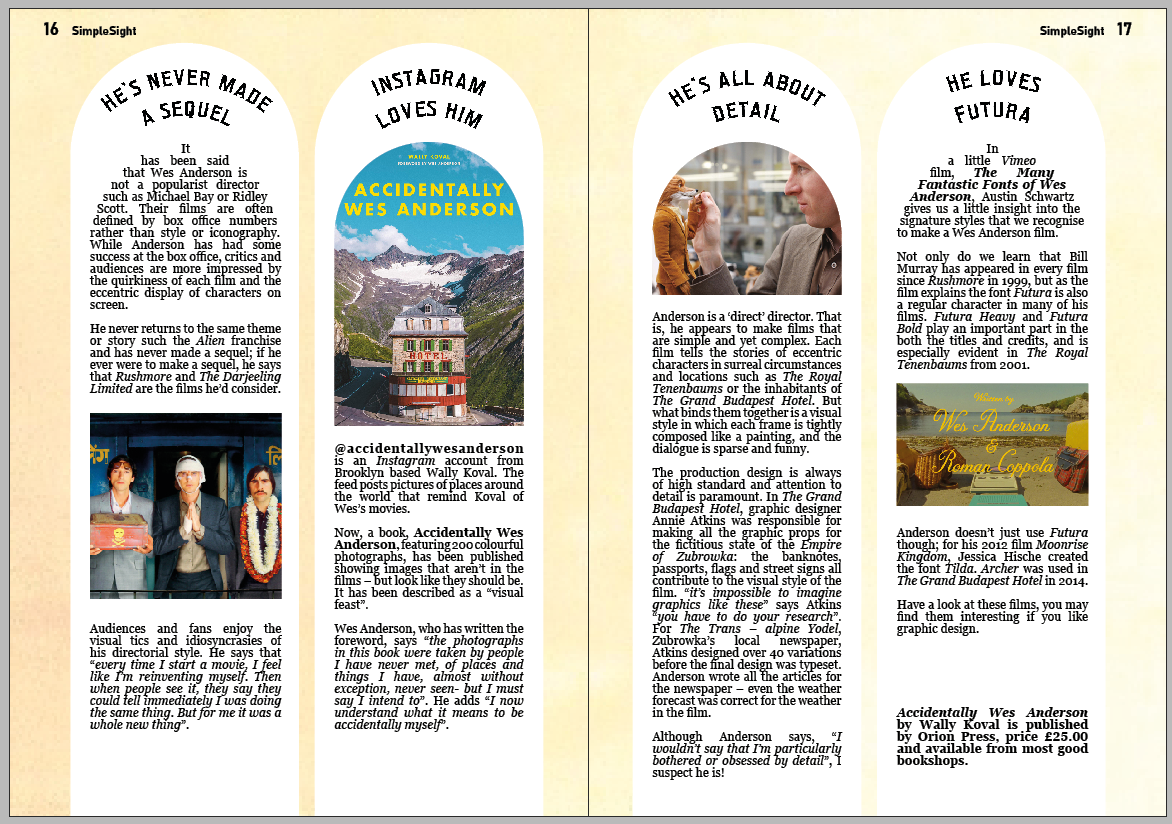 16 SimpleSight
HE'S NEVER MADE
A SEQUEL
It
has been said
that Wes Anderson is
not a popularist director
such as Michael Bay or Ridley
Scott. Their films are often
defined by box office numbers
rather than style or iconography.
While Anderson has had some
success at the box office, critics and
audiences are more impressed by
the quirkiness of each film and the
eccentric display of characters on
screen.
He never returns to the same theme
or story such the Alien franchise
and has never made a sequel; if he
ever were to make a sequel, he says
that Rushmore and The Darjeeling
Limited are the films he'd consider.
Audiences and fans enjoy the
visual tics and idiosyncrasies of
his directorial style. He says that
“every time I start a movie, I feel
like I'm reinventing myself. Then
when people see it, they say they
could tell immediately I was doing
the same thing. But for me it was a
whole new thing”.
INSTAGRAM
LOVES HIM
WALLY KOVAL
FOREWORD BY WES ANDERSON
ACCIDENTALLY
WES ANDERSON
HOTEL
@accidentallywesanderson
is an Instagram account from
Brooklyn based Wally Koval. The
feed posts pictures of places around
the world that remind Koval of
Wes's movies.
Now, a book, Accidentally Wes
Anderson, featuring 200 colourful
photographs, has been published
showing images that aren't in the
films – but look like they should be.
It has been described as a “visual
feast”.
Wes Anderson, who has written the
foreword, says “the photographs
in this book were taken by people
I have never met, of places and
things I have, almost without
exception, never seen- but I must
say I intend to”. He adds “I now
understand what it means to be
accidentally myself”.
SimpleSight 17
HE'S ALL ABOUT
DETAIL
Anderson is a ‘direct’ director. That
is, he appears to make films that
are simple and yet complex. Each
film tells the stories of eccentric
characters in surreal circumstances
and locations such as The Royal
Tenenbaums or the inhabitants of
The Grand Budapest Hotel. But
what binds them together is a visual
style in which each frame is tightly
composed like a painting, and the
dialogue is sparse and funny.
The production design is always
of high standard and attention to
detail is paramount. In The Grand
Budapest Hotel, graphic designer
Annie Atkins was responsible for
making all the graphic props for
the fictitious state of the Empire
of Zubrowka: the banknotes,
passports, flags and street signs all
contribute to the visual style of the
film. “it's impossible to imagine
graphics like these” says Atkins
“you have to do your research”.
For The Trans – alpine Yodel,
Zubrowka's local newspaper,
Atkins designed over 40 variations
before the final design was typeset.
Anderson wrote all the articles for
the newspaper – even the weather
forecast was correct for the weather
in the film.
Although Anderson says, “I
wouldn't say that I'm particularly
bothered or obsessed by detail”, I
suspect he is!
HE LOVES
FUTURA
In
a little Vimeo
film, The Many
Fantastic Fonts of Wes
Anderson, Austin Schwartz
gives us a little insight into the
signature styles that we recognise
to make a Wes Anderson film.
Not only do we learn that Bill
Murray has appeared in every film
since Rushmore in 1999, but as the
film explains the font Futura is also
a regular character in many of his
films. Futura Heavy and Futura
Bold play an important part in the
both the titles and credits, and is
especially evident in The Royal
Tenenbaums from 2001.
Written by
Wes Anderson
&
Roman Coppola
Anderson doesn't just use Futura
though; for his 2012 film Moonrise
Kingdom, Jessica Hische created
the font Tilda. Archer was used in
The Grand Budapest Hotel in 2014.
Have a look at these films, you may
find them interesting if you like
graphic design.
Accidentally Wes Anderson
by Wally Koval is published
by Orion Press, price £25.00
and available from most good
bookshops.